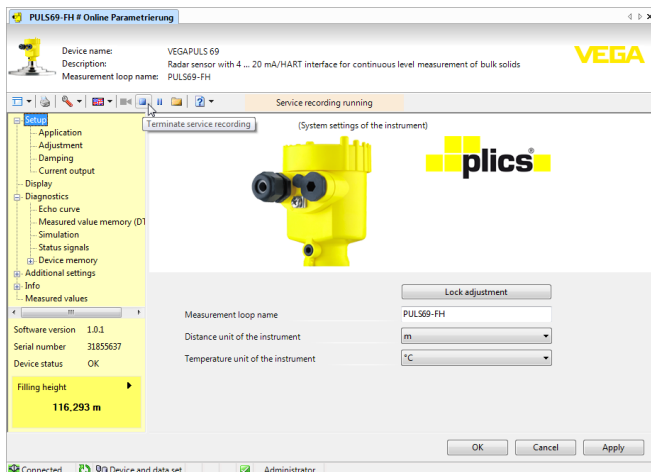 PULS69-FH # Online Parametrierung
Device name: VEGAPULS 69
Description: Radar sensor with 4 ... 20 mA/HART interface for continuous level measurement of bulk solids
Measurement loop name: PULS69-FH
VEGA
Service recording running
Terminate service recording
Setup
Application
Adjustment
Damping
Current output
Display
Diagnostics
Echo curve
Measured value memory (DT
Simulation
Status signals
Device memory
Additional settings
Info
Measured values
Software version 1.0.1
Serial number 31855637
Device status OK
Filling height
116,293 m
(System settings of the instrument)
plics
Lock adjustment
Measurement loop name PULS69-FH
Distance unit of the instrument m
Temperature unit of the instrument °C
OK Cancel Apply
Connected Device and data set Administrator